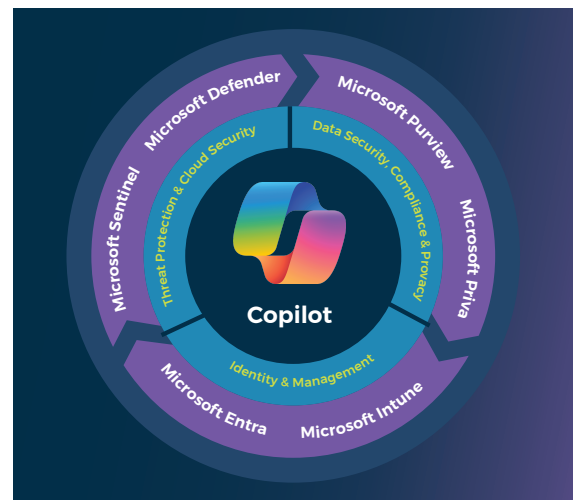 Microsoft Defender
Microsoft Purview
Microsoft Sentinel
Microsoft Priva
Threat Protection & Cloud Security
Data Security, Compliance & Provacy
Copilot
Identity & Management
Microsoft Entra
Microsoft Intune